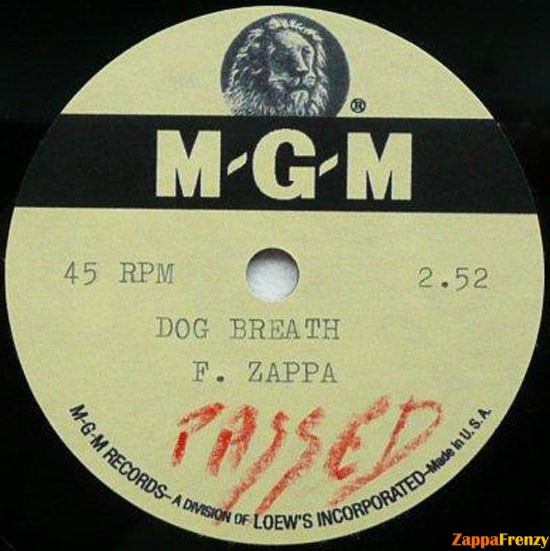 ®
M-G-M
45 RPM
2.52
DOG BREATH
F. ZAPPA
PASSED
M-G-M RECORDS-A DIVISION OF LOEW'S INCORPORATED-Made in U.S.A.
ZappaFrenzy